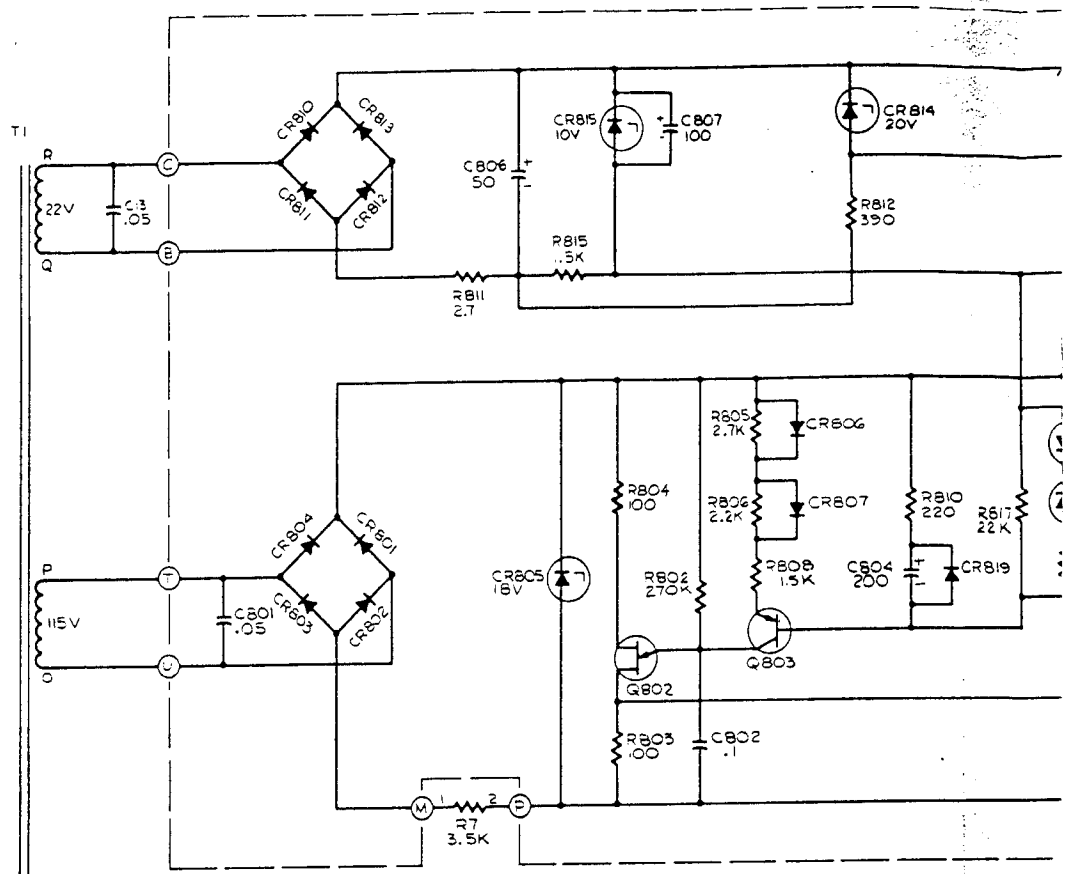 T1
R
22V
Q
C13
.05
C
B
CR810
CR813
CR811
CR812
C806
50
+
-
CR815
10V
+
-
C807
100
CR814
20V
R812
390
R815
1.5K
R811
2.7
P
115V
O
T
U
C801
.05
CR804
CR801
CR803
CR802
CR805
18V
R804
100
R802
270K
R805
2.7K
CR806
R806
2.2K
CR807
R808
1.5K
R810
220
C804
200
+
-
CR819
R817
22K
Q803
Q802
R803
100
C802
.1
M
1
2
P
R7
3.5K